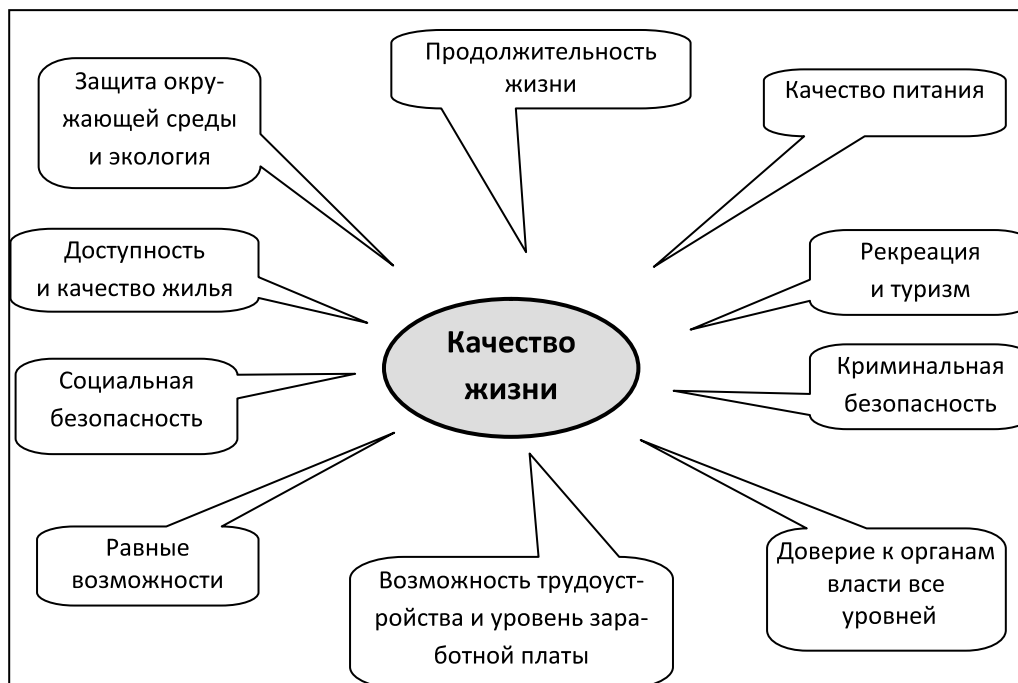 Защита окру-
жающей среды
и экология
Продолжительность
жизни
Качество питания
Доступность
и качество жилья
Рекреация
и туризм
Качество
жизни
Социальная
безопасность
Криминальная
безопасность
Равные
возможности
Возможность трудоуст-
ройства и уровень зара-
ботной платы
Доверие к органам
власти все
уровней